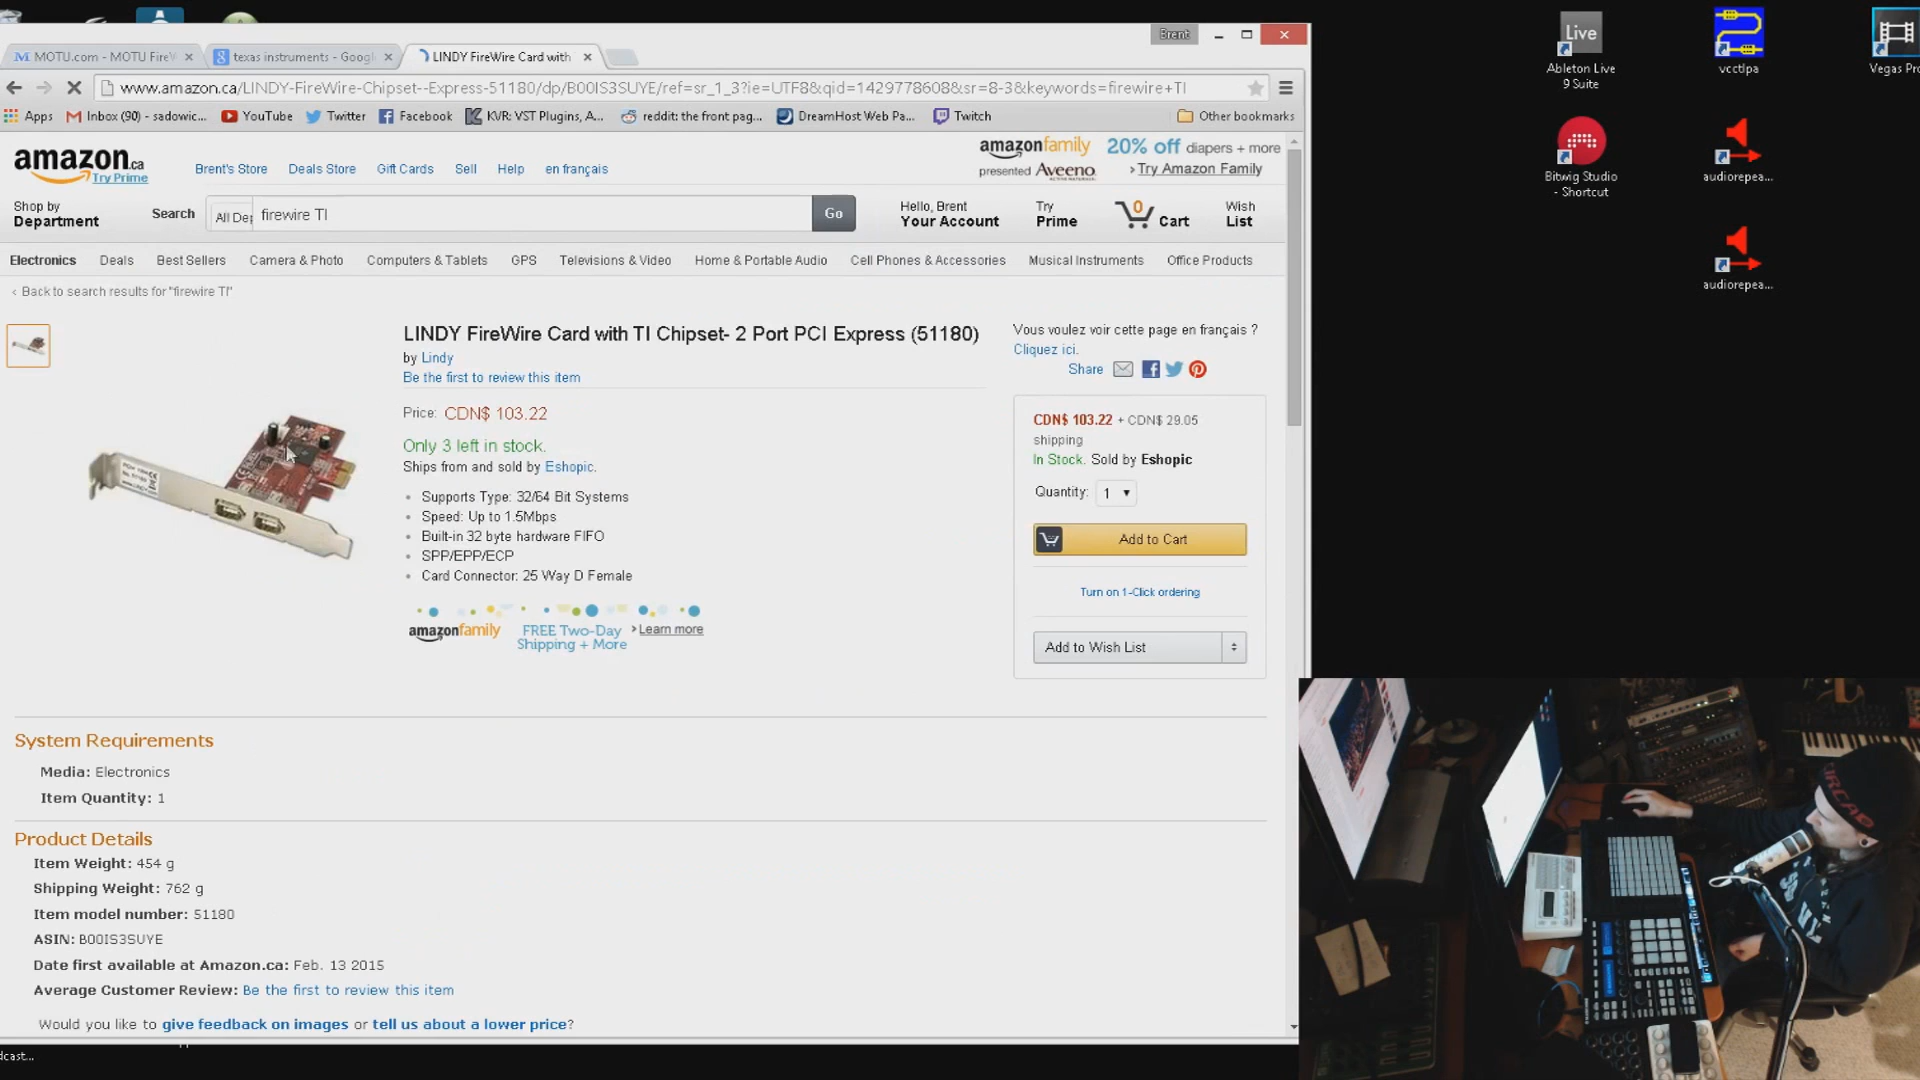 Brent
MOTU.com - MOTU FireW
texas instruments - Googl
LINDY FireWire Card with
www.amazon.ca/LINDY-FireWire-Chipset--Express-51180/dp/B00IS3SUYE/ref=sr_1_3?ie=UTF8&qid=1429778608&sr=8-3&keywords=firewire+TI
Apps
Inbox (90) - sadowic...
YouTube
Twitter
Facebook
KVR: VST Plugins, A...
reddit: the front pag...
DreamHost Web Pa...
Twitch
Other bookmarks
amazon.ca
Try Prime
Brent's Store
Deals Store
Gift Cards
Sell
Help
en français
amazonfamily
presented Aveeno
20% off diapers + more
›Try Amazon Family
Shop by
Department
Search
All Dep
firewire TI
Go
Hello, Brent
Your Account
Try
Prime
0
Cart
Wish
List
Electronics
Deals
Best Sellers
Camera & Photo
Computers & Tablets
GPS
Televisions & Video
Home & Portable Audio
Cell Phones & Accessories
Musical Instruments
Office Products
‹ Back to search results for "firewire TI"
LINDY FireWire Card with TI Chipset- 2 Port PCI Express (51180)
by Lindy
Be the first to review this item
Price: CDN$ 103.22
Only 3 left in stock.
Ships from and sold by Eshopic.
Supports Type: 32/64 Bit Systems
Speed: Up to 1.5Mbps
Built-in 32 byte hardware FIFO
SPP/EPP/ECP
Card Connector: 25 Way D Female
amazonfamily
FREE Two-Day
Shipping + More
›Learn more
Vous voulez voir cette page en français ?
Cliquez ici.
Share
CDN$ 103.22 + CDN$ 29.05
shipping
In Stock. Sold by Eshopic
Quantity: 1
Add to Cart
Turn on 1-Click ordering
Add to Wish List
System Requirements
Media: Electronics
Item Quantity: 1
Product Details
Item Weight: 454 g
Shipping Weight: 762 g
Item model number: 51180
ASIN: B00IS3SUYE
Date first available at Amazon.ca: Feb. 13 2015
Average Customer Review: Be the first to review this item
Would you like to give feedback on images or tell us about a lower price?
dcast...
Live
Ableton Live
9 Suite
vcctlpa
Vegas Pro
Bitwig Studio
- Shortcut
audiorepea...
audiorepea...